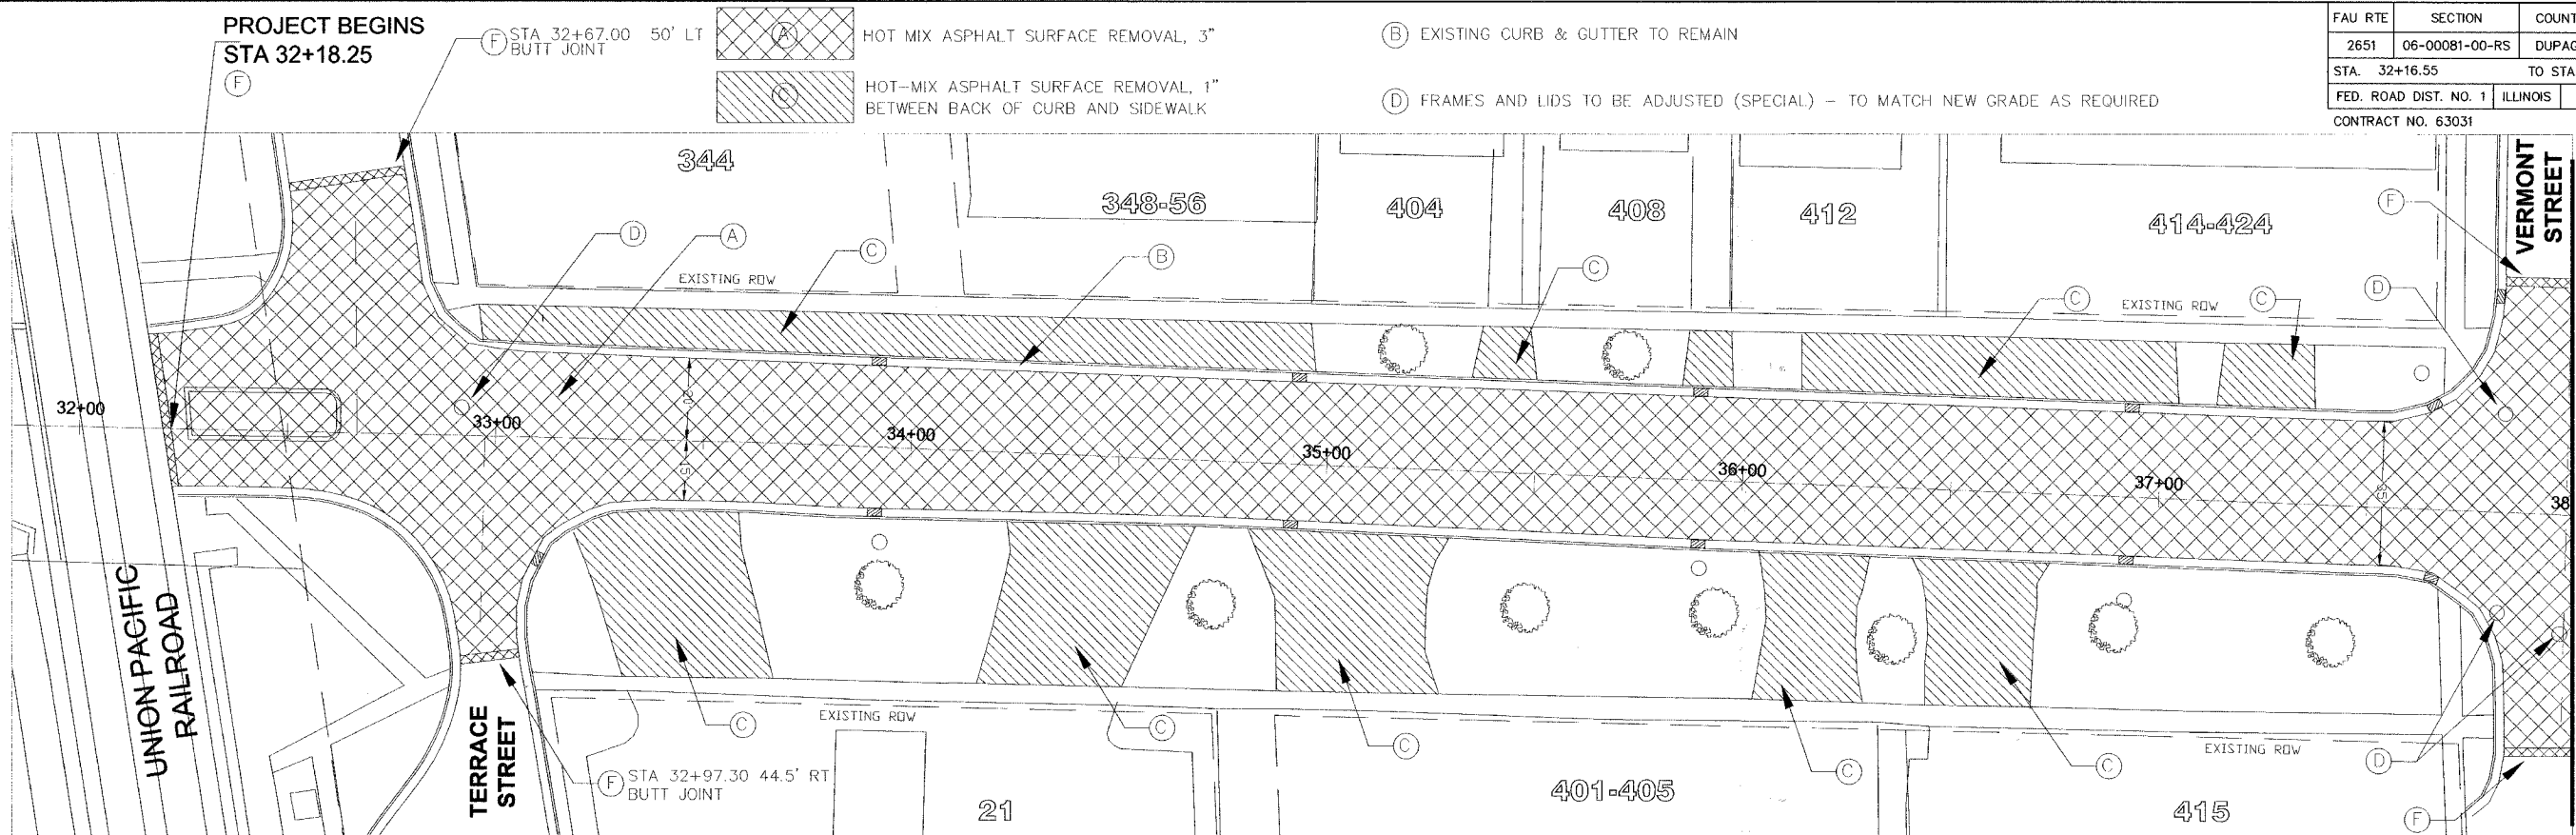 PROJECT BEGINS
STA 32+18.25
F
F STA 32+67.00 50' LT
BUTT JOINT
A HOT MIX ASPHALT SURFACE REMOVAL, 3"
C HOT-MIX ASPHALT SURFACE REMOVAL, 1"
BETWEEN BACK OF CURB AND SIDEWALK
B EXISTING CURB & GUTTER TO REMAIN
D FRAMES AND LIDS TO BE ADJUSTED (SPECIAL) - TO MATCH NEW GRADE AS REQUIRED
FAU RTE SECTION COUNT
2651 06-00081-00-RS DUPAG
STA. 32+16.55 TO STA
FED. ROAD DIST. NO. 1 ILLINOIS
CONTRACT NO. 63031
344
348-56
404
408
412
414-424
VERMONT
STREET
F
D
A
C
B
C
C
C
D
EXISTING ROW
EXISTING ROW
32+00
33+00
34+00
35+00
36+00
37+00
38
20
15
35
UNION PACIFIC
RAILROAD
TERRACE
STREET
F STA 32+97.30 44.5' RT
BUTT JOINT
C
C
C
C
C
D
F
EXISTING ROW
EXISTING ROW
21
401-405
415